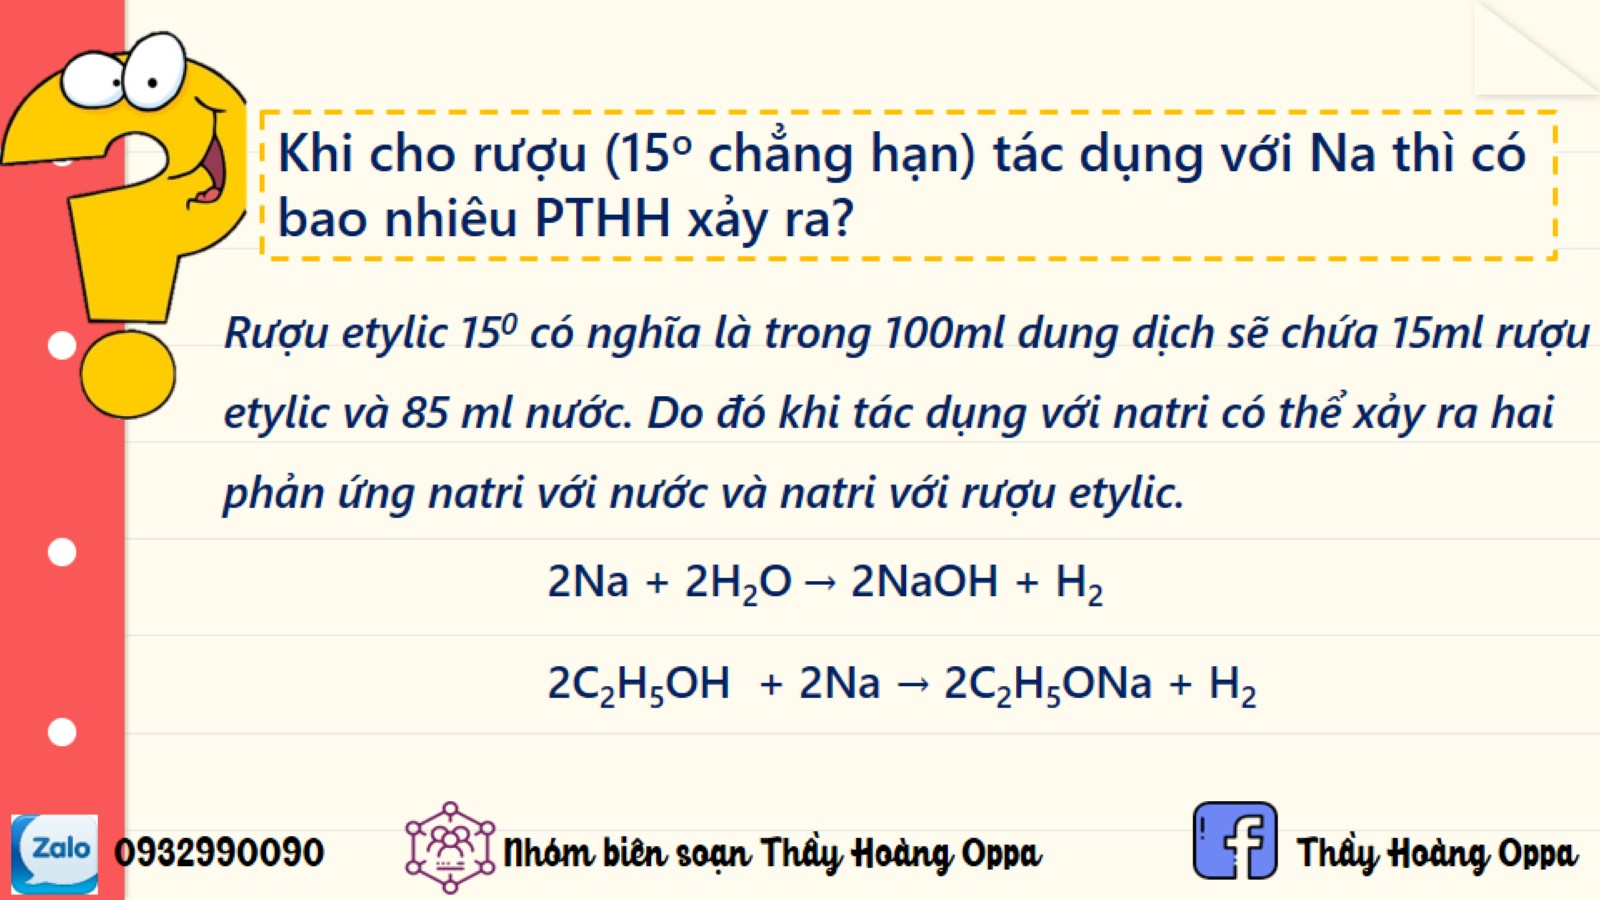 Khi cho rượu (15º chẳng hạn) tác dụng với Na thì có
bao nhiêu PTHH xảy ra?
Rượu etylic 15⁰ có nghĩa là trong 100ml dung dịch sẽ chứa 15ml rượu
etylic và 85 ml nước. Do đó khi tác dụng với natri có thể xảy ra hai
phản ứng natri với nước và natri với rượu etylic.
2Na + 2H₂O → 2NaOH + H₂
2C₂H₅OH + 2Na → 2C₂H₅ONa + H₂
Zalo 0932990090 Nhóm biên soạn Thầy Hoàng Oppa f Thầy Hoàng Oppa